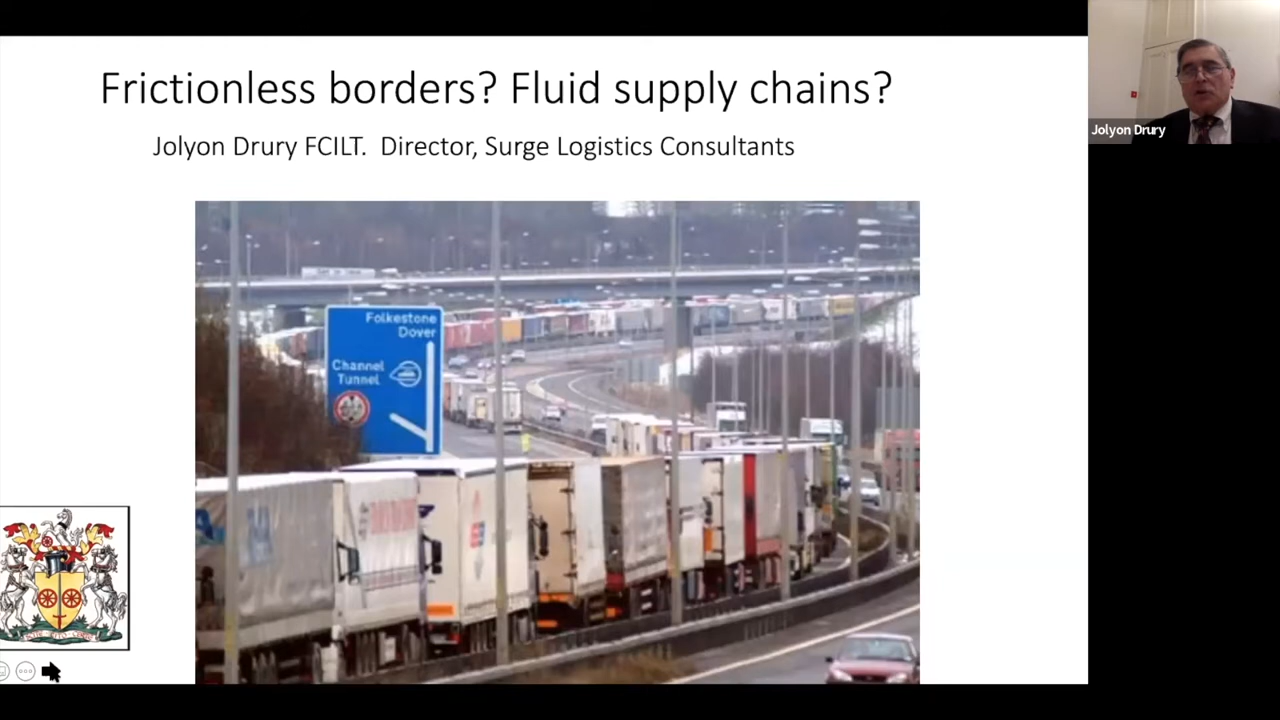 Frictionless borders? Fluid supply chains?
Jolyon Drury FCILT. Director, Surge Logistics Consultants
Jolyon Drury
Folkestone
Dover
Channel
Tunnel